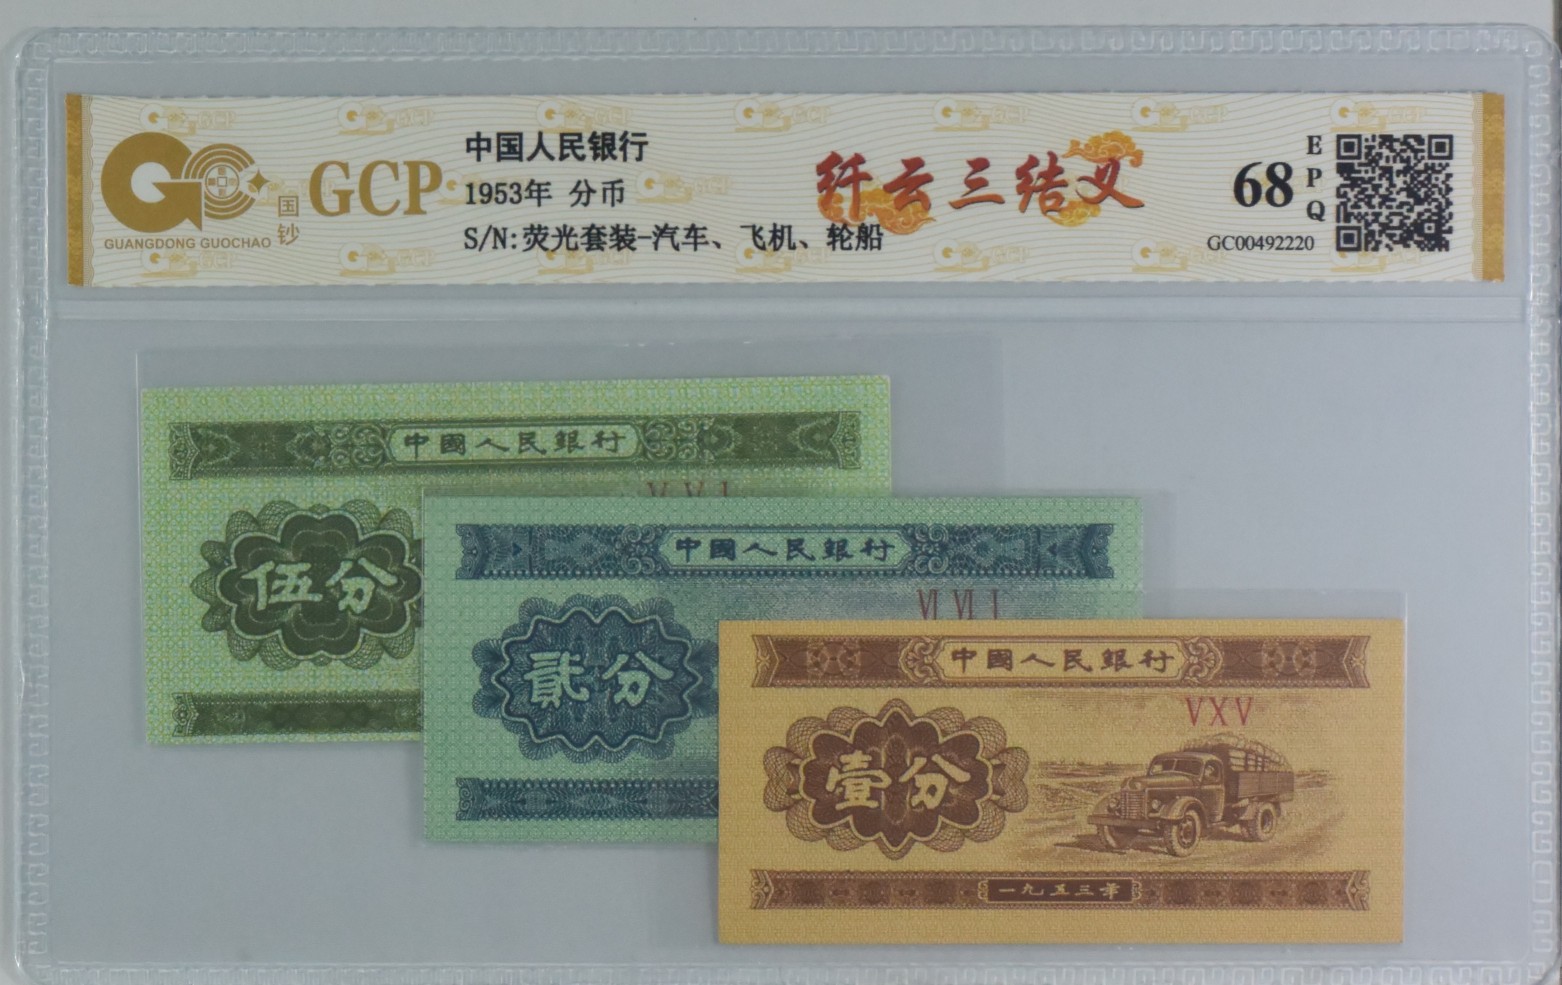 国钞
GCP
GUANGDONG GUOCHAO
中国人民银行
1953年 分币
S/N:荧光套装-汽车、飞机、轮船
纤云三结义
68
EPQ
GC00492220
中國人民銀行
V V I
伍分
中國人民銀行
VI VI I
貳分
中國人民銀行
V X V
壹分
一九五三年